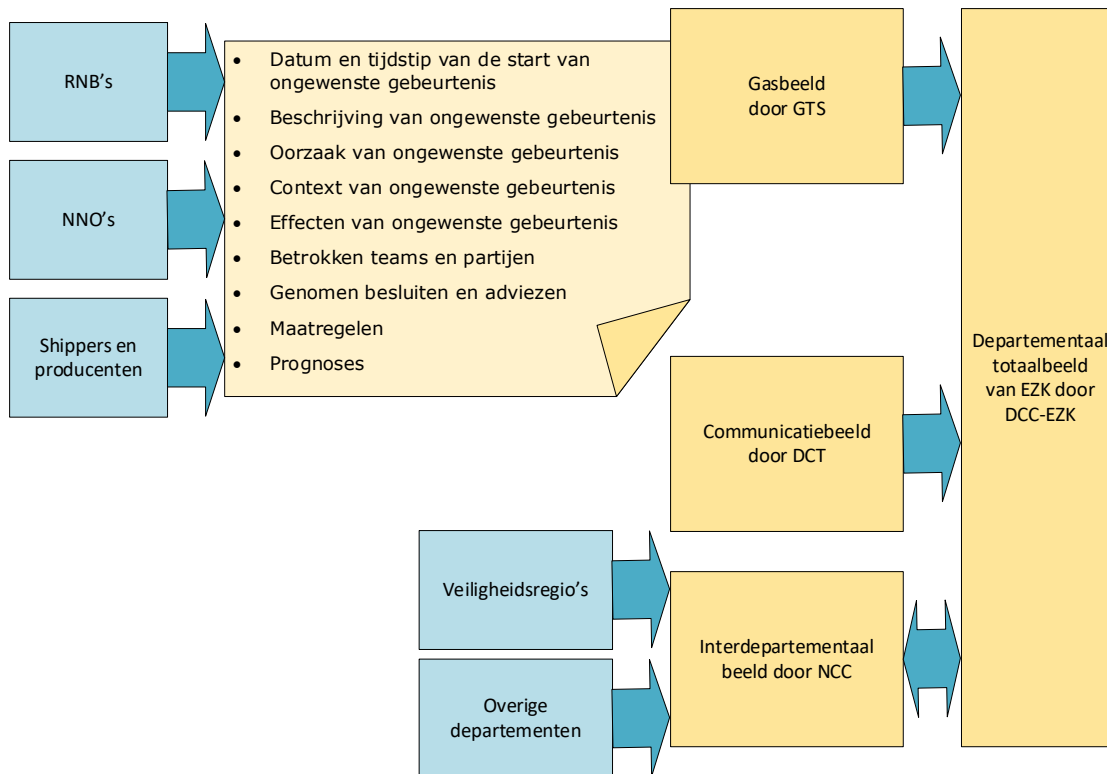 RNB's
NNO's
Shippers en
producenten
• Datum en tijdstip van de start van
ongewenste gebeurtenis
• Beschrijving van ongewenste gebeurtenis
• Oorzaak van ongewenste gebeurtenis
• Context van ongewenste gebeurtenis
• Effecten van ongewenste gebeurtenis
• Betrokken teams en partijen
• Genomen besluiten en adviezen
• Maatregelen
• Prognoses
Gasbeeld
door GTS
Communicatiebeeld
door DCT
Veiligheidsregio's
Overige
departementen
Interdepartementaal
beeld door NCC
Departementaal
totaalbeeld
van EZK door
DCC-EZK